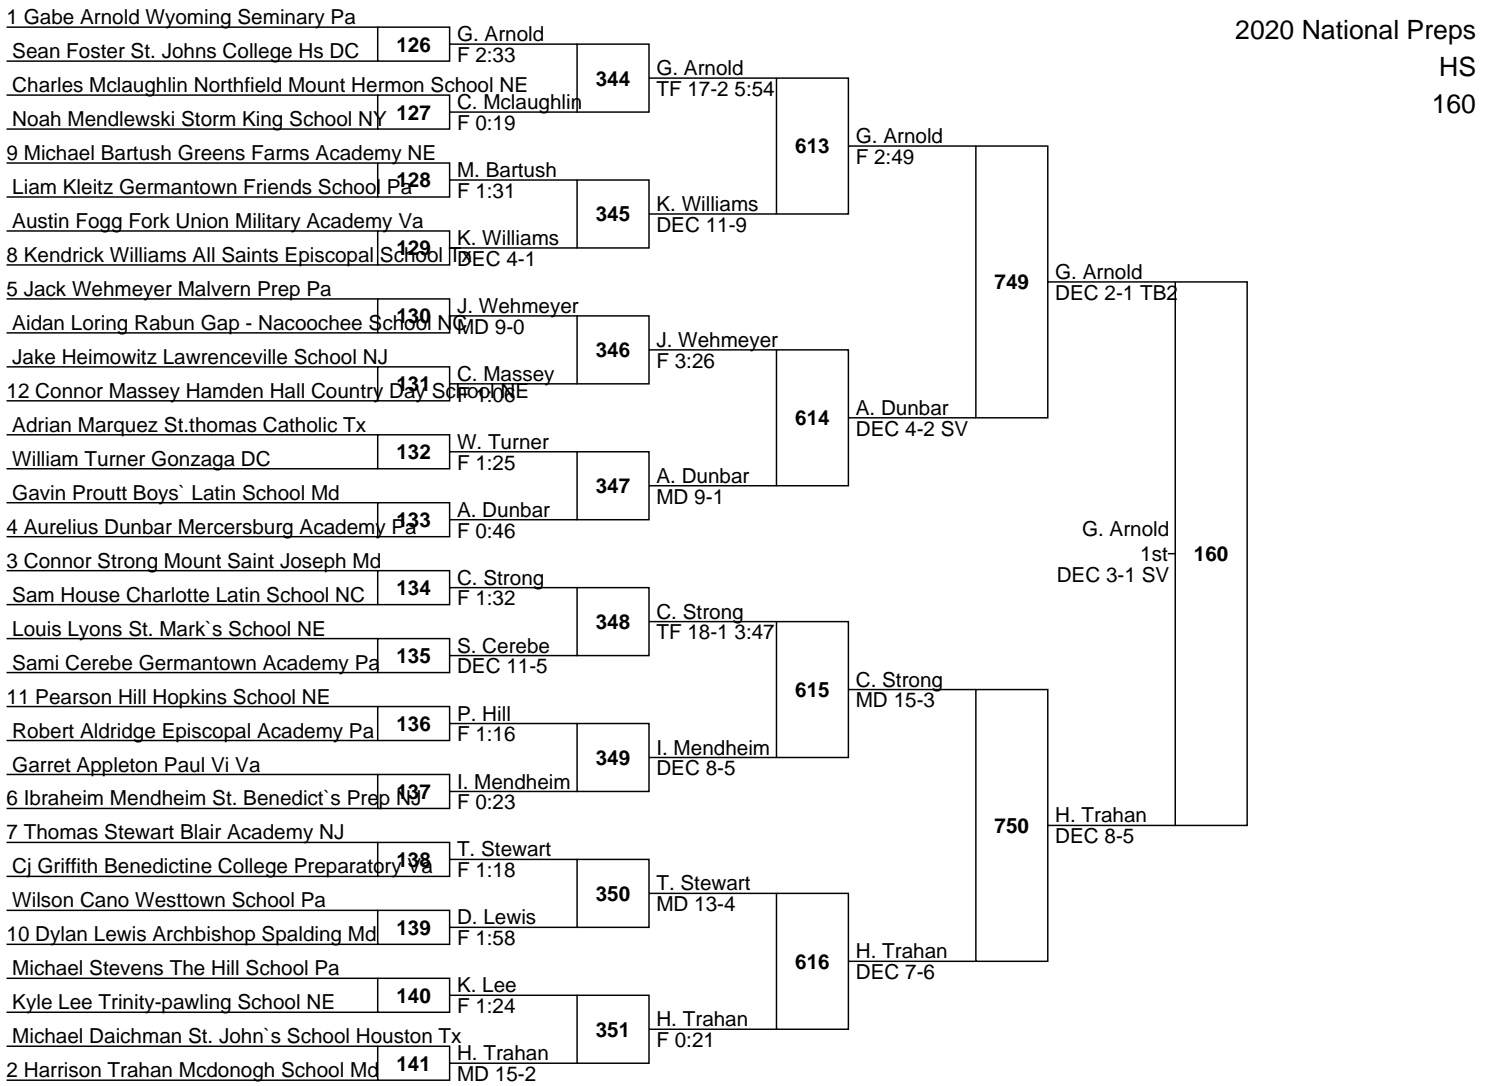 2020 National Preps
HS
160
1 Gabe Arnold Wyoming Seminary Pa
Sean Foster St. Johns College Hs DC
Charles Mclaughlin Northfield Mount Hermon School NE
Noah Mendlewski Storm King School NY
9 Michael Bartush Greens Farms Academy NE
Liam Kleitz Germantown Friends School Pa
Austin Fogg Fork Union Military Academy Va
8 Kendrick Williams All Saints Episcopal School Tx
5 Jack Wehmeyer Malvern Prep Pa
Aidan Loring Rabun Gap - Nacoochee School NC
Jake Heimowitz Lawrenceville School NJ
12 Connor Massey Hamden Hall Country Day School NE
Adrian Marquez St.thomas Catholic Tx
William Turner Gonzaga DC
Gavin Proutt Boys` Latin School Md
4 Aurelius Dunbar Mercersburg Academy Pa
3 Connor Strong Mount Saint Joseph Md
Sam House Charlotte Latin School NC
Louis Lyons St. Mark`s School NE
Sami Cerebe Germantown Academy Pa
11 Pearson Hill Hopkins School NE
Robert Aldridge Episcopal Academy Pa
Garret Appleton Paul Vi Va
6 Ibraheim Mendheim St. Benedict`s Prep NJ
7 Thomas Stewart Blair Academy NJ
Cj Griffith Benedictine College Preparatory Va
Wilson Cano Westtown School Pa
10 Dylan Lewis Archbishop Spalding Md
Michael Stevens The Hill School Pa
Kyle Lee Trinity-pawling School NE
Michael Daichman St. John`s School Houston Tx
2 Harrison Trahan Mcdonogh School Md
126
G. Arnold
F 2:33
127
C. Mclaughlin
F 0:19
128
M. Bartush
F 1:31
129
K. Williams
DEC 4-1
130
J. Wehmeyer
MD 9-0
131
C. Massey
F 1:06
132
W. Turner
F 1:25
133
A. Dunbar
F 0:46
134
C. Strong
F 1:32
135
S. Cerebe
DEC 11-5
136
P. Hill
F 1:16
137
I. Mendheim
F 0:23
138
T. Stewart
F 1:18
139
D. Lewis
F 1:58
140
K. Lee
F 1:24
141
H. Trahan
MD 15-2
344
G. Arnold
TF 17-2 5:54
345
K. Williams
DEC 11-9
346
J. Wehmeyer
F 3:26
347
A. Dunbar
MD 9-1
348
C. Strong
TF 18-1 3:47
349
I. Mendheim
DEC 8-5
350
T. Stewart
MD 13-4
351
H. Trahan
F 0:21
613
G. Arnold
F 2:49
614
A. Dunbar
DEC 4-2 SV
615
C. Strong
MD 15-3
616
H. Trahan
DEC 7-6
749
G. Arnold
DEC 2-1 TB2
750
H. Trahan
DEC 8-5
G. Arnold
1st
DEC 3-1 SV
160